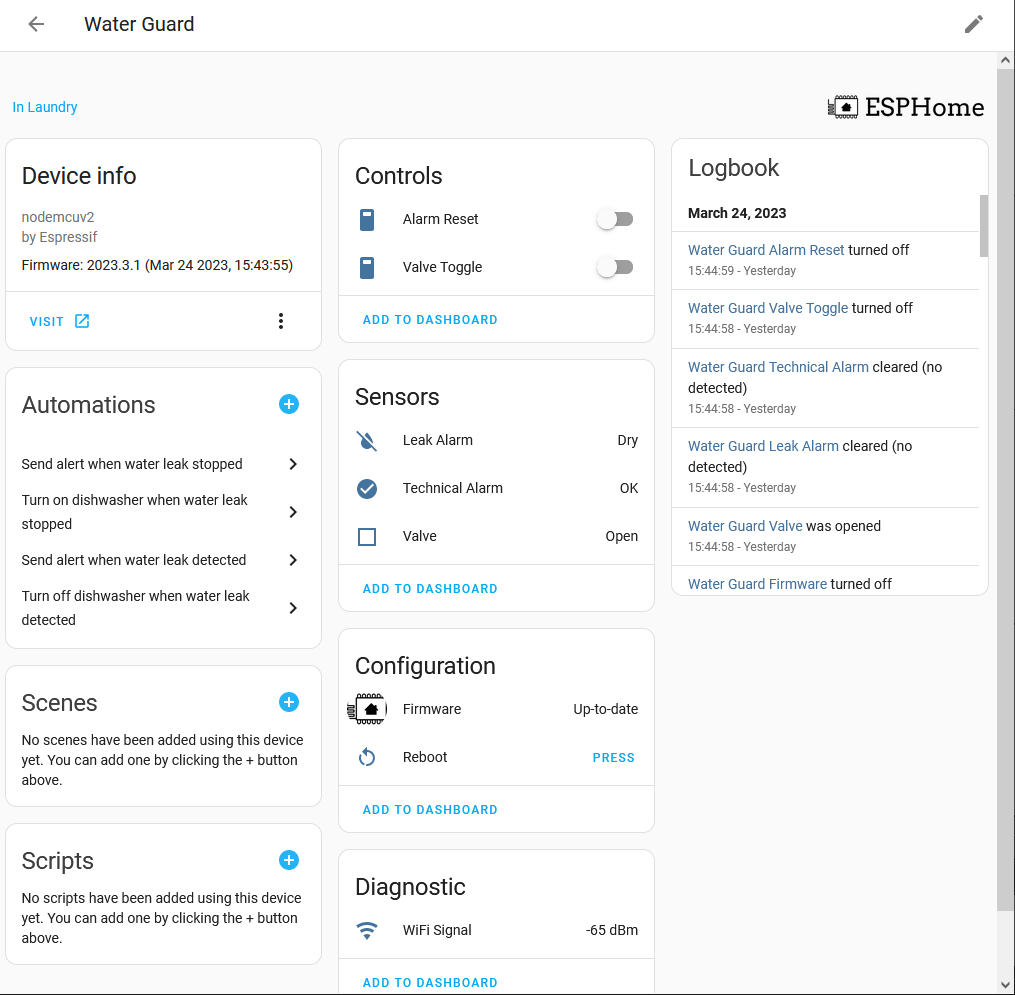 Water Guard
In Laundry
ESPHome
Device info
nodemcuv2
by Espressif
Firmware: 2023.3.1 (Mar 24 2023, 15:43:55)
VISIT
Automations
Send alert when water leak stopped
Turn on dishwasher when water leak
stopped
Send alert when water leak detected
Turn off dishwasher when water leak
detected
Scenes
No scenes have been added using this device
yet. You can add one by clicking the + button
above.
Scripts
No scripts have been added using this device
yet. You can add one by clicking the + button
above.
Controls
Alarm Reset
Valve Toggle
ADD TO DASHBOARD
Sensors
Leak Alarm Dry
Technical Alarm OK
Valve Open
ADD TO DASHBOARD
Configuration
Firmware Up-to-date
Reboot PRESS
ADD TO DASHBOARD
Diagnostic
WiFi Signal -65 dBm
ADD TO DASHBOARD
Logbook
March 24, 2023
Water Guard Alarm Reset turned off
15:44:59 - Yesterday
Water Guard Valve Toggle turned off
15:44:58 - Yesterday
Water Guard Technical Alarm cleared (no
detected)
15:44:58 - Yesterday
Water Guard Leak Alarm cleared (no
detected)
15:44:58 - Yesterday
Water Guard Valve was opened
15:44:58 - Yesterday
Water Guard Firmware turned off